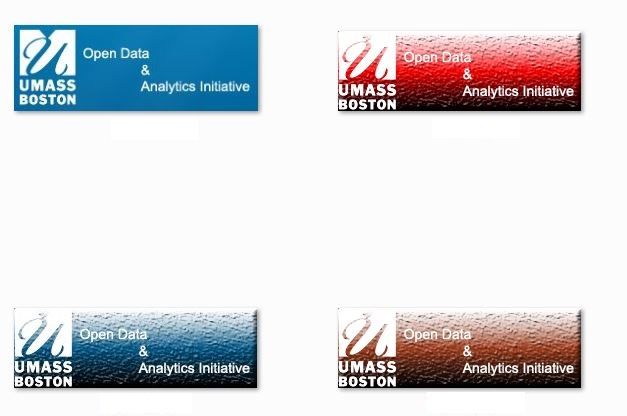 UMASS
BOSTON
Open Data
&
Analytics Initiative
UMASS
BOSTON
Open Data
&
Analytics Initiative
UMASS
BOSTON
Open Data
&
Analytics Initiative
UMASS
BOSTON
Open Data
&
Analytics Initiative